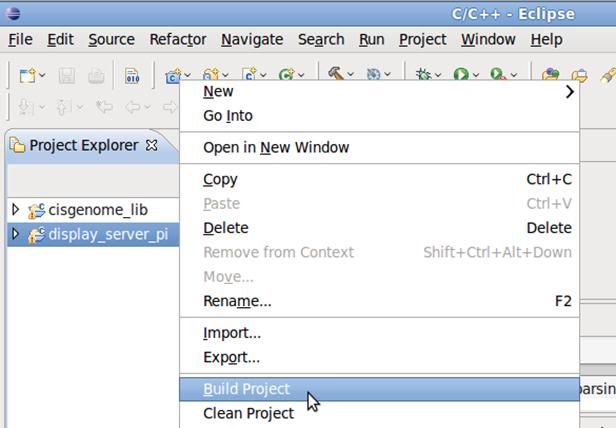 C/C++ - Eclipse
File Edit Source Refactor Navigate Search Run Project Window Help
010
Project Explorer
cisgenome_lib
display_server_pi
New
Go Into
Open in New Window
Copy Ctrl+C
Paste Ctrl+V
Delete Delete
Remove from Context Shift+Ctrl+Alt+Down
Move...
Rename... F2
Import...
Export...
Build Project
Clean Project
parsin